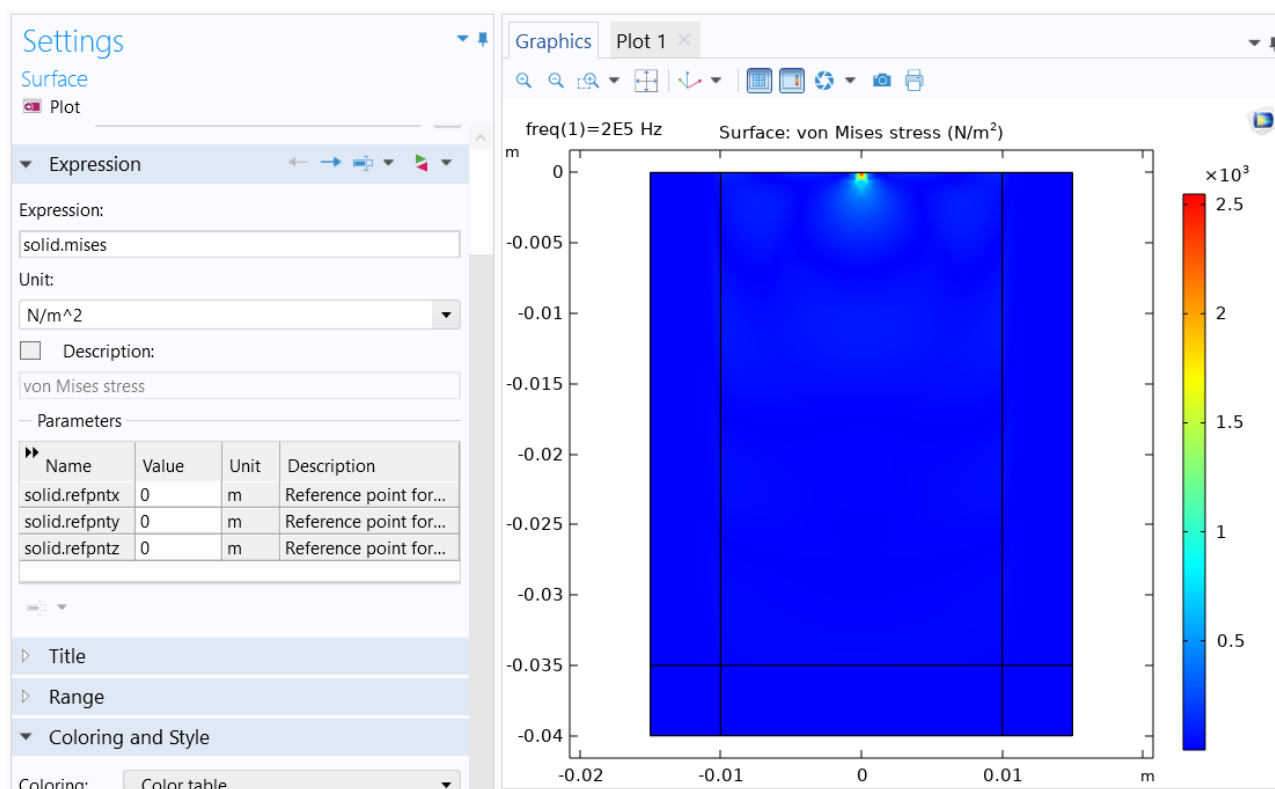 Settings
Surface
Plot
Expression
Expression:
solid.mises
Unit:
N/m^2
Description:
von Mises stress
Parameters
Name Value Unit Description
solid.refpntx 0 m Reference point for...
solid.refpnty 0 m Reference point for...
solid.refpntz 0 m Reference point for...
Title
Range
Coloring and Style
Coloring: Color table
Graphics Plot 1
freq(1)=2E5 Hz Surface: von Mises stress (N/m²)
m
×10³
0
-0.005
-0.01
-0.015
-0.02
-0.025
-0.03
-0.035
-0.04
-0.02 -0.01 0 0.01 m
2.5
2
1.5
1
0.5